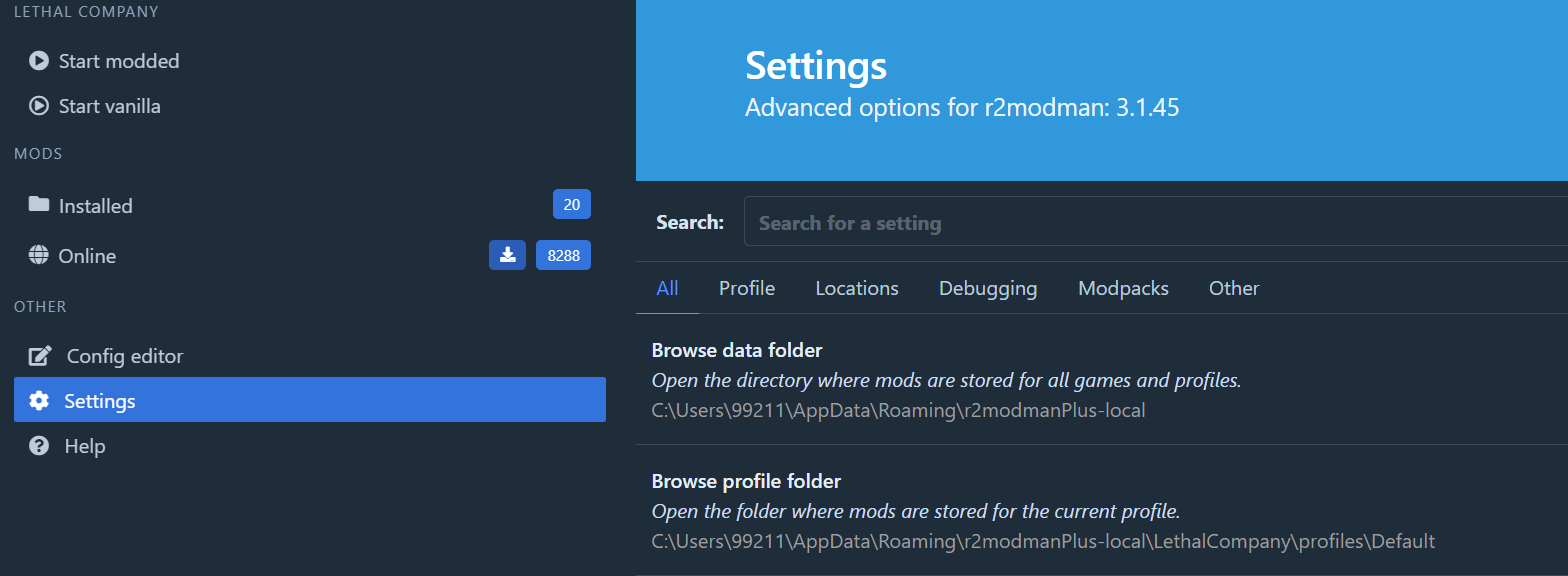 LETHAL COMPANY
Start modded
Start vanilla
MODS
Installed
20
Online
8288
OTHER
Config editor
Settings
Help
Settings
Advanced options for r2modman: 3.1.45
Search: Search for a setting
All Profile Locations Debugging Modpacks Other
Browse data folder
Open the directory where mods are stored for all games and profiles.
C:\Users\99211\AppData\Roaming\r2modmanPlus-local
Browse profile folder
Open the folder where mods are stored for the current profile.
C:\Users\99211\AppData\Roaming\r2modmanPlus-local\LethalCompany\profiles\Default